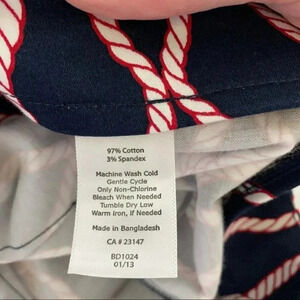 97% Cotton
3% Spandex
Machine Wash Cold
Gentle Cycle
Only Non-Chlorine
Bleach When Needed
Tumble Dry Low
Warm Iron, If Needed
Made in Bangladesh
CA # 23147
BD1024
01/13